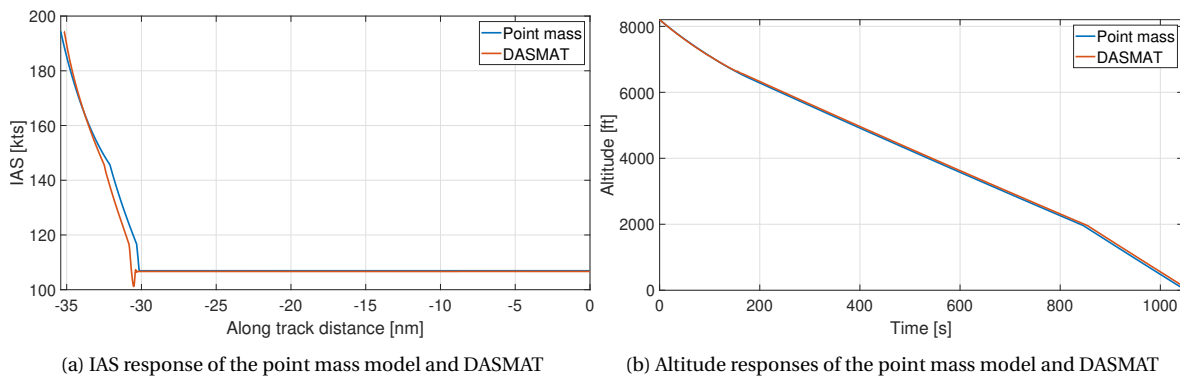 200
180
160
140
120
100
IAS [kts]
-35 -30 -25 -20 -15 -10 -5 0
Along track distance [nm]
Point mass
DASMAT
(a) IAS response of the point mass model and DASMAT
8000
6000
4000
2000
0
Altitude [ft]
0 200 400 600 800 1000
Time [s]
Point mass
DASMAT
(b) Altitude responses of the point mass model and DASMAT